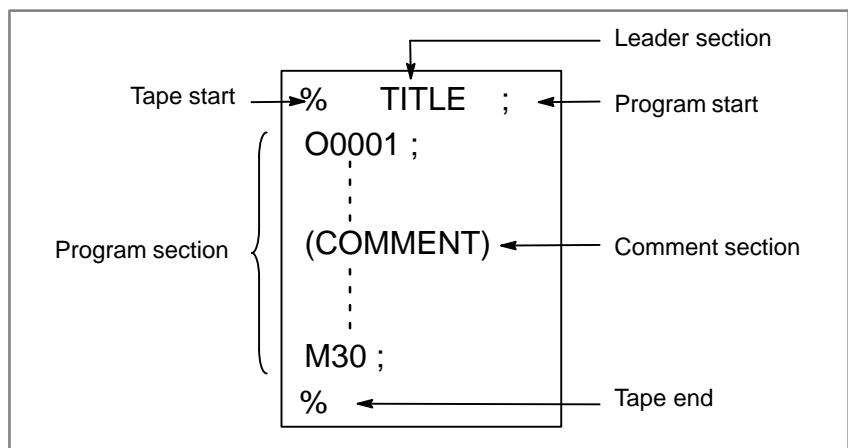 Leader section
Tape start
% TITLE ;
Program start
O0001 ;
Program section
(COMMENT)
Comment section
M30 ;
%
Tape end